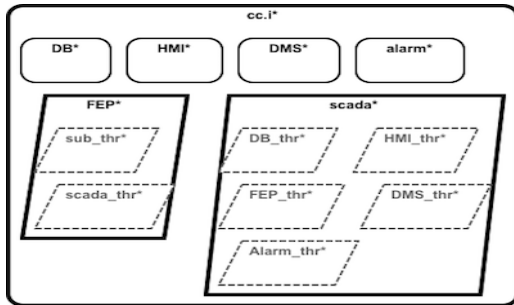 cc.i*
DB* HMI* DMS* alarm*
FEP* scada*
sub_thr* DB_thr* HMI_thr*
scada_thr* FEP_thr* DMS_thr*
Alarm_thr*